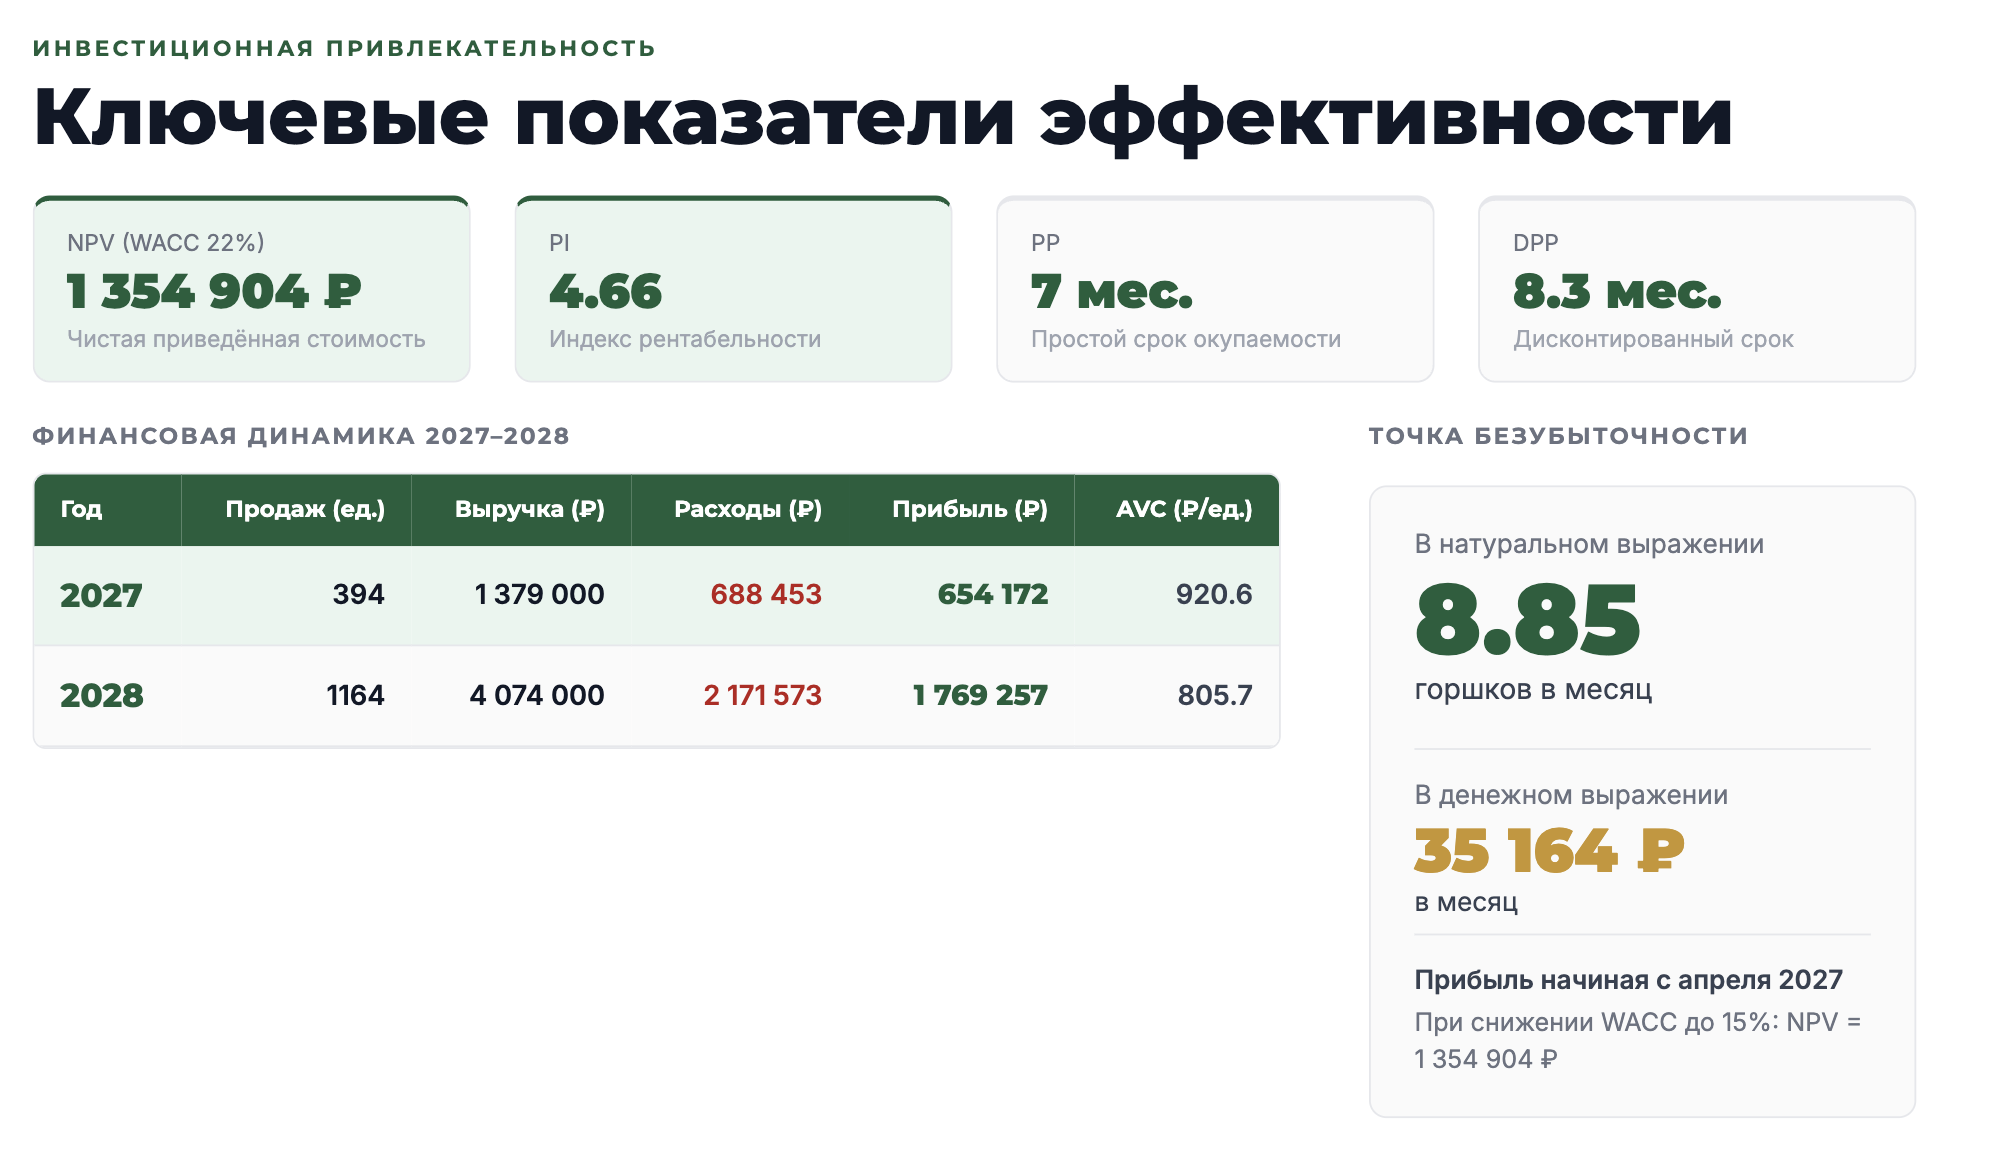 ИНВЕСТИЦИОННАЯ ПРИВЛЕКАТЕЛЬНОСТЬ
Ключевые показатели эффективности
NPV (WACC 22%)
1 354 904 ₽
Чистая приведённая стоимость
PI
4.66
Индекс рентабельности
PP
7 мес.
Простой срок окупаемости
DPP
8.3 мес.
Дисконтированный срок
ФИНАНСОВАЯ ДИНАМИКА 2027–2028
Год Продаж (ед.) Выручка (₽) Расходы (₽) Прибыль (₽) AVC (₽/ед.)
2027 394 1 379 000 688 453 654 172 920.6
2028 1164 4 074 000 2 171 573 1 769 257 805.7
ТОЧКА БЕЗУБЫТОЧНОСТИ
В натуральном выражении
8.85
горшков в месяц
В денежном выражении
35 164 ₽
в месяц
Прибыль начиная с апреля 2027
При снижении WACC до 15%: NPV =
1 354 904 ₽